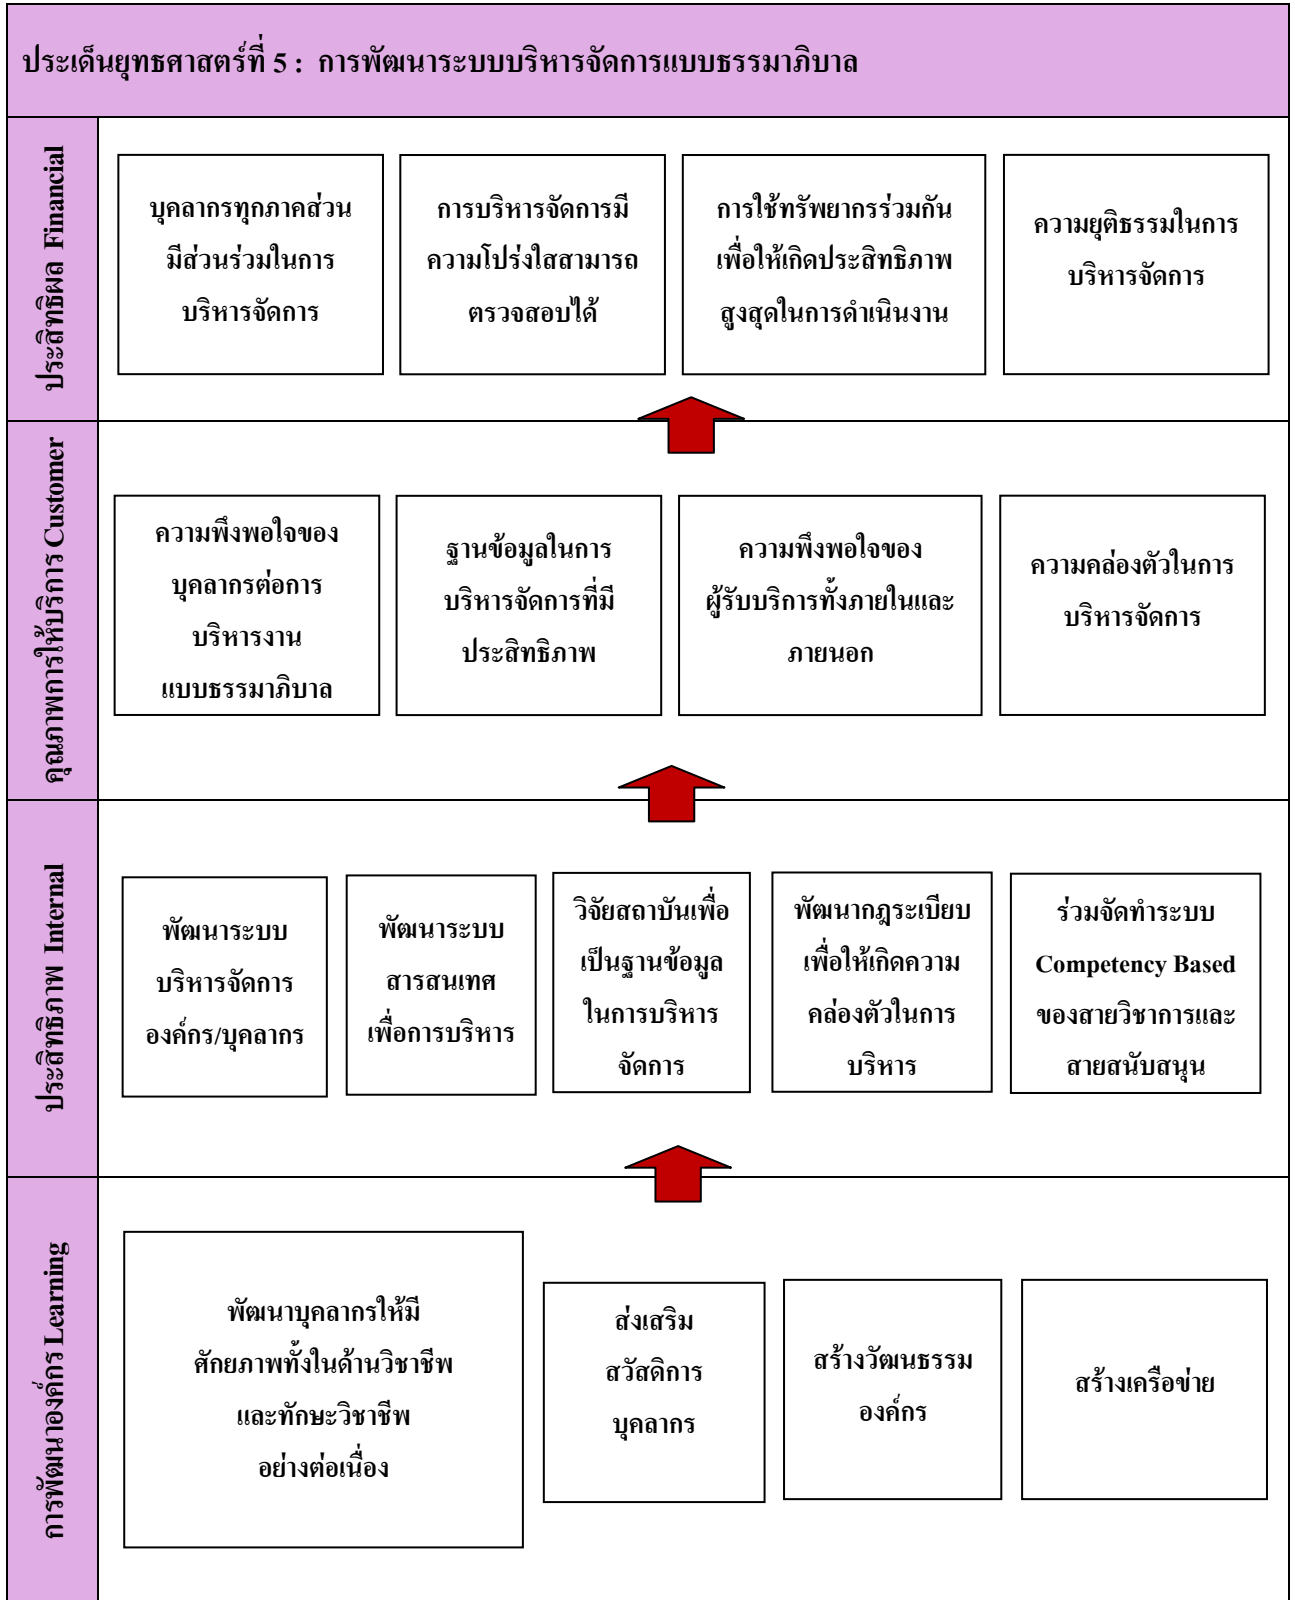 ประเด็นยุทธศาสตร์ที่ 5 :  การพัฒนาระบบบริหารจัดการแบบธรรมาภิบาล
ประสิทธิผล Financial
บุคลากรทุกภาคส่วน
มีส่วนร่วมในการ
บริหารจัดการ
การบริหารจัดการมี
ความโปร่งใสสามารถ
ตรวจสอบได้
การใช้ทรัพยากรร่วมกัน
เพื่อให้เกิดประสิทธิภาพ
สูงสุดในการดำเนินงาน
ความยุติธรรมในการ
บริหารจัดการ
คุณภาพการให้บริการ Customer
ความพึงพอใจของ
บุคลากรต่อการ
บริหารงาน
แบบธรรมาภิบาล
ฐานข้อมูลในการ
บริหารจัดการที่มี
ประสิทธิภาพ
ความพึงพอใจของ
ผู้รับบริการทั้งภายในและ
ภายนอก
ความคล่องตัวในการ
บริหารจัดการ
ประสิทธิภาพ Internal
พัฒนาระบบ
บริหารจัดการ
องค์กร/บุคลากร
พัฒนาระบบ
สารสนเทศ
เพื่อการบริหาร
วิจัยสถาบันเพื่อ
เป็นฐานข้อมูล
ในการบริหาร
จัดการ
พัฒนากฎระเบียบ
เพื่อให้เกิดความ
คล่องตัวในการ
บริหาร
ร่วมจัดทำระบบ
Competency Based
ของสายวิชาการและ
สายสนับสนุน
การพัฒนาองค์กร Learning
พัฒนาบุคลากรให้มี
ศักยภาพทั้งในด้านวิชาชีพ
และทักษะวิชาชีพ
อย่างต่อเนื่อง
ส่งเสริม
สวัสดิการ
บุคลากร
สร้างวัฒนธรรม
องค์กร
สร้างเครือข่าย